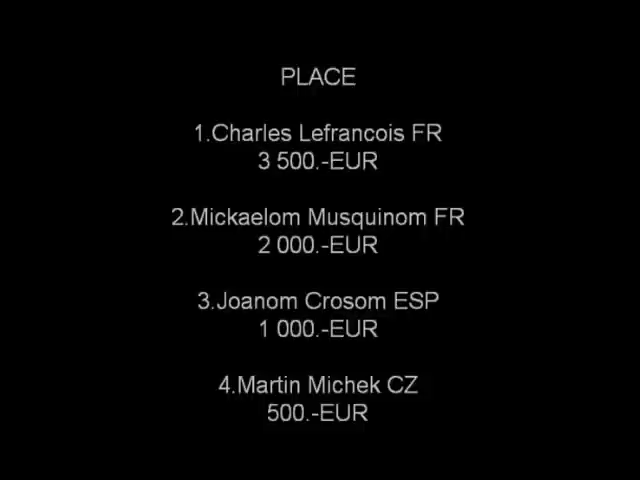 PLACE
1.Charles Lefrancois FR
3 500.-EUR
2.Mickaelom Musquinom FR
2 000.-EUR
3.Joanom Crosom ESP
1 000.-EUR
4.Martin Michek CZ
500.-EUR